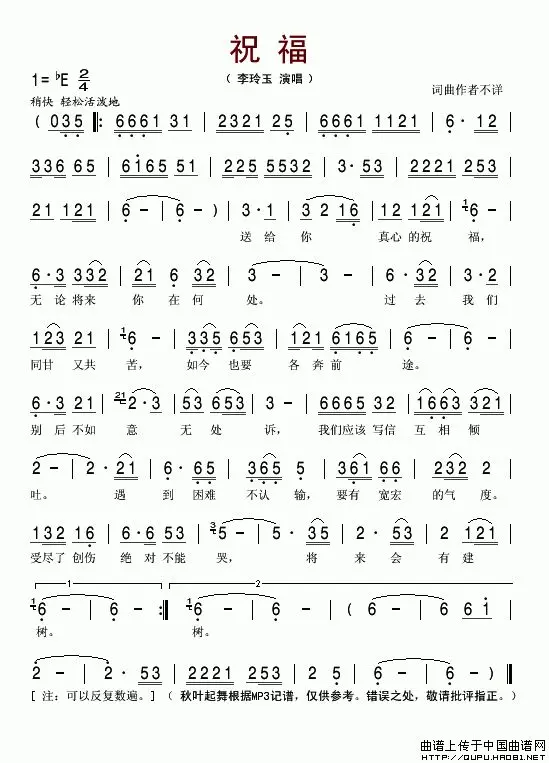 祝 福
（ 李玲玉 演唱 ）
1= ♭E 2/4
词曲作者不详
稍快 轻松活泼地
( 035 |: 6661 31 | 2321 25 | 6661 1121 | 6· 12 |
336 65 | 6165 51 | 225 5532 | 3·53 | 2221 253 |
21 121 | 6 - | 6 - ) | 3·1 | 3 2 16 | 12 121 | 16 - |
送 给 你 真心 的祝 福，
6·3 332 | 21 6 32 | 3 - | 3 - | 6· 32 | 3·2 |
无 论 将来 你 在 何 处。 过 去 我 们
123 21 | 16 - | 335 653 | 121 6165 | 6 - | 6 - |
同甘 又共 苦， 如今 也要 各 奔前 途。
6·3 21 | 21 2·3 | 53 653 | 3 - | 6665 32 | 1663 321 |
别 后 不如 意 无 处 诉， 我们应该 写信 互 相 倾
2 - | 2· 21 | 6· 65 | 365 5 | 361 66 | 232 2 |
吐。 遇 到 困难 不认 输， 要有 宽宏 的气 度。
132 16 | 6·6 53 | 35 - | 5· 35 | 3 2 | 2 121 |
受尽了 创伤 绝 对 不能 哭， 将 来 会 有 建
1 2
16 - | 6 - :| 16 - | 6 - | ( 6 6 | 6 61 |
树。 树。
2 - | 2· 53 | 2221 253 | 21 121 | 6 - | 6 - ) ‖
[ 注：可以反复数遍。] （ 秋叶起舞根据MP3记谱，仅供参考。错误之处，敬请批评指正。）
曲谱上传于中国曲谱网
HTTP://QUPU.HAO81.NET